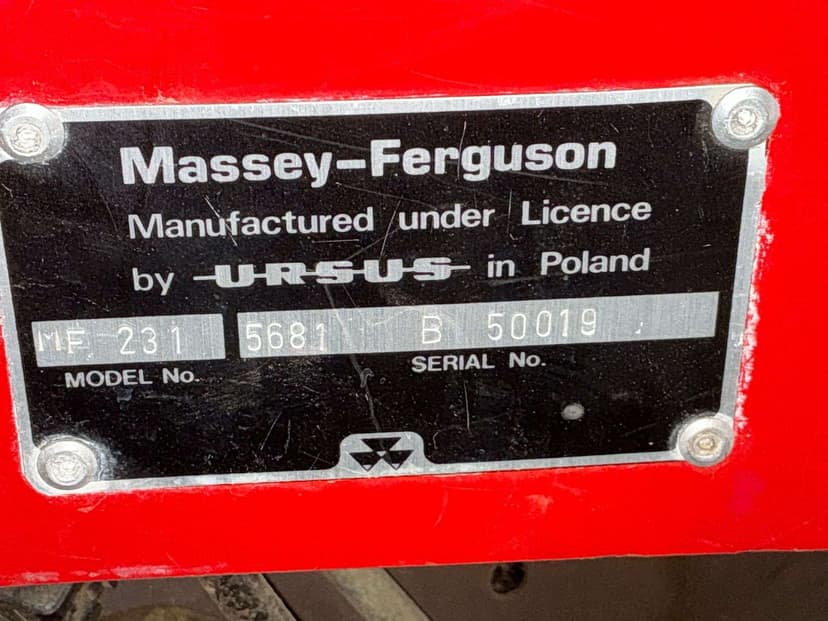 Massey-Ferguson
Manufactured under Licence
by URSUS in Poland
MF 231 5681 B 50019
MODEL No. SERIAL No.